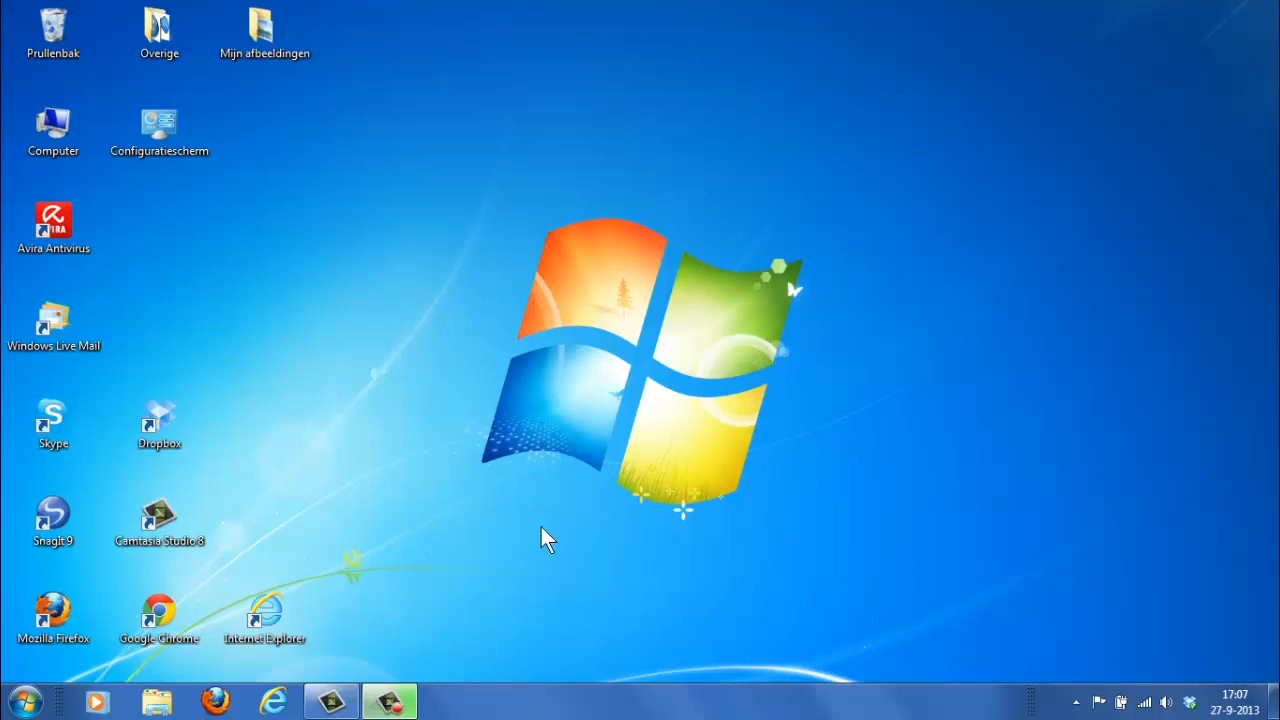 Prullenbak
Overige
Mijn afbeeldingen
Computer
Configuratiescherm
Avira Antivirus
Windows Live Mail
Skype
Dropbox
SnagIt 9
Camtasia Studio 8
Mozilla Firefox
Google Chrome
Internet Explorer
17:07
27-9-2013